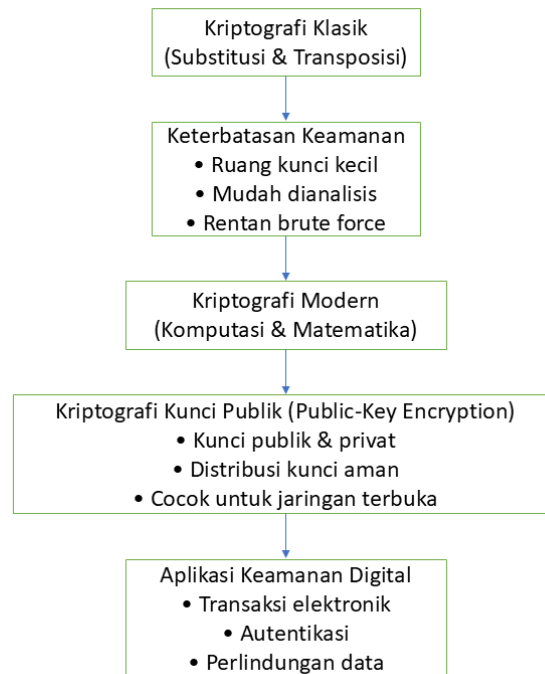 Kriptografi Klasik
(Substitusi & Transposisi)
Keterbatasan Keamanan
• Ruang kunci kecil
• Mudah dianalisis
• Rentan brute force
Kriptografi Modern
(Komputasi & Matematika)
Kriptografi Kunci Publik (Public-Key Encryption)
• Kunci publik & privat
• Distribusi kunci aman
• Cocok untuk jaringan terbuka
Aplikasi Keamanan Digital
• Transaksi elektronik
• Autentikasi
• Perlindungan data